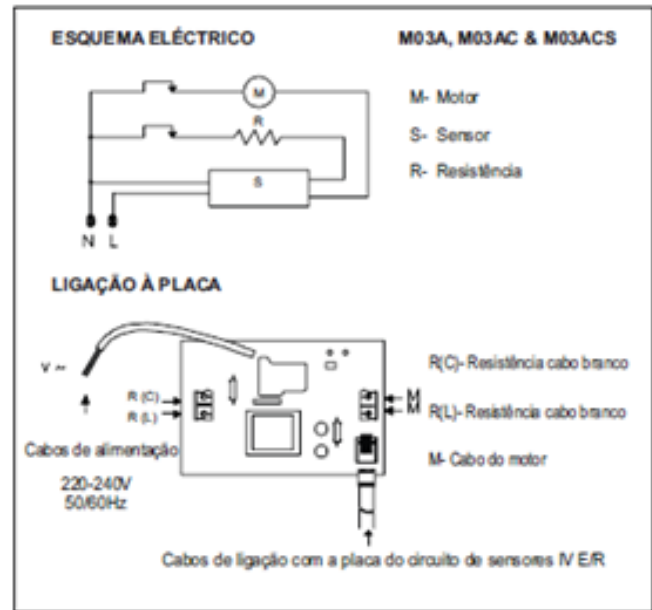 ESQUEMA ELÉCTRICO
M03A, M03AC & M03ACS
M
R
S
N L
M- Motor
S- Sensor
R- Resistência
LIGAÇÃO À PLACA
V ~
R (C)
R (L)
M
M
Cabos de alimentação
220-240V
50/60Hz
R(C)- Resistência cabo branco
R(L)- Resistência cabo branco
M- Cabo do motor
Cabos de ligação com a placa do circuito de sensores IV E/R